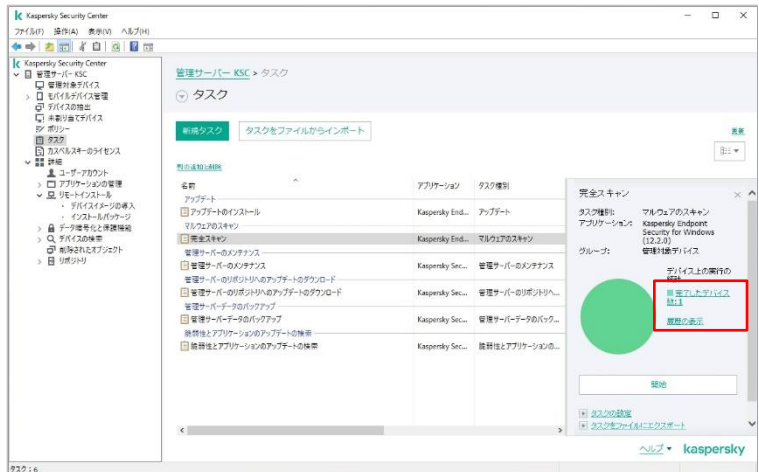 Kaspersky Security Center
ファイル(F) 操作(A) 表示(V) ヘルプ(H)
Kaspersky Security Center
管理サーバー KSC
管理対象デバイス
モバイルデバイス管理
デバイスの抽出
未割り当てデバイス
ポリシー
タスク
カスペルスキーのライセンス
詳細
ユーザーアカウント
アプリケーションの管理
リモートインストール
デバイスイメージの導入
インストールパッケージ
データ暗号化と保護機能
デバイスの検索
削除されたオブジェクト
リポジトリ
管理サーバー KSC > タスク
タスク
新規タスク タスクをファイルからインポート
更新
列の追加と削除
名前 アプリケーション タスク種別
アップデート
アップデートのインストール Kaspersky End... アップデート
マルウェアのスキャン
完全スキャン Kaspersky End... マルウェアのスキャン
管理サーバーのメンテナンス
管理サーバーのメンテナンス Kaspersky Sec... 管理サーバーのメンテナンス
管理サーバーのリポジトリへのアップデートのダウンロード
管理サーバーのリポジトリへのアップデートのダウンロード Kaspersky Sec... 管理サーバーのリポジトリへ...
管理サーバーデータのバックアップ
管理サーバーデータのバックアップ Kaspersky Sec... 管理サーバーデータのバック...
脆弱性とアプリケーションのアップデートの検索
脆弱性とアプリケーションのアップデートの検索 Kaspersky Sec... 脆弱性とアプリケーションの...
完全スキャン
タスク種別: マルウェアのスキャン
アプリケーション: Kaspersky Endpoint
Security for Windows
(12.2.0)
グループ: 管理対象デバイス
デバイス上の実行の
完了したデバイス
数:1
履歴の表示
開始
タスクの設定
タスクをファイルにエクスポート
ヘルプ kaspersky
タスク : 6